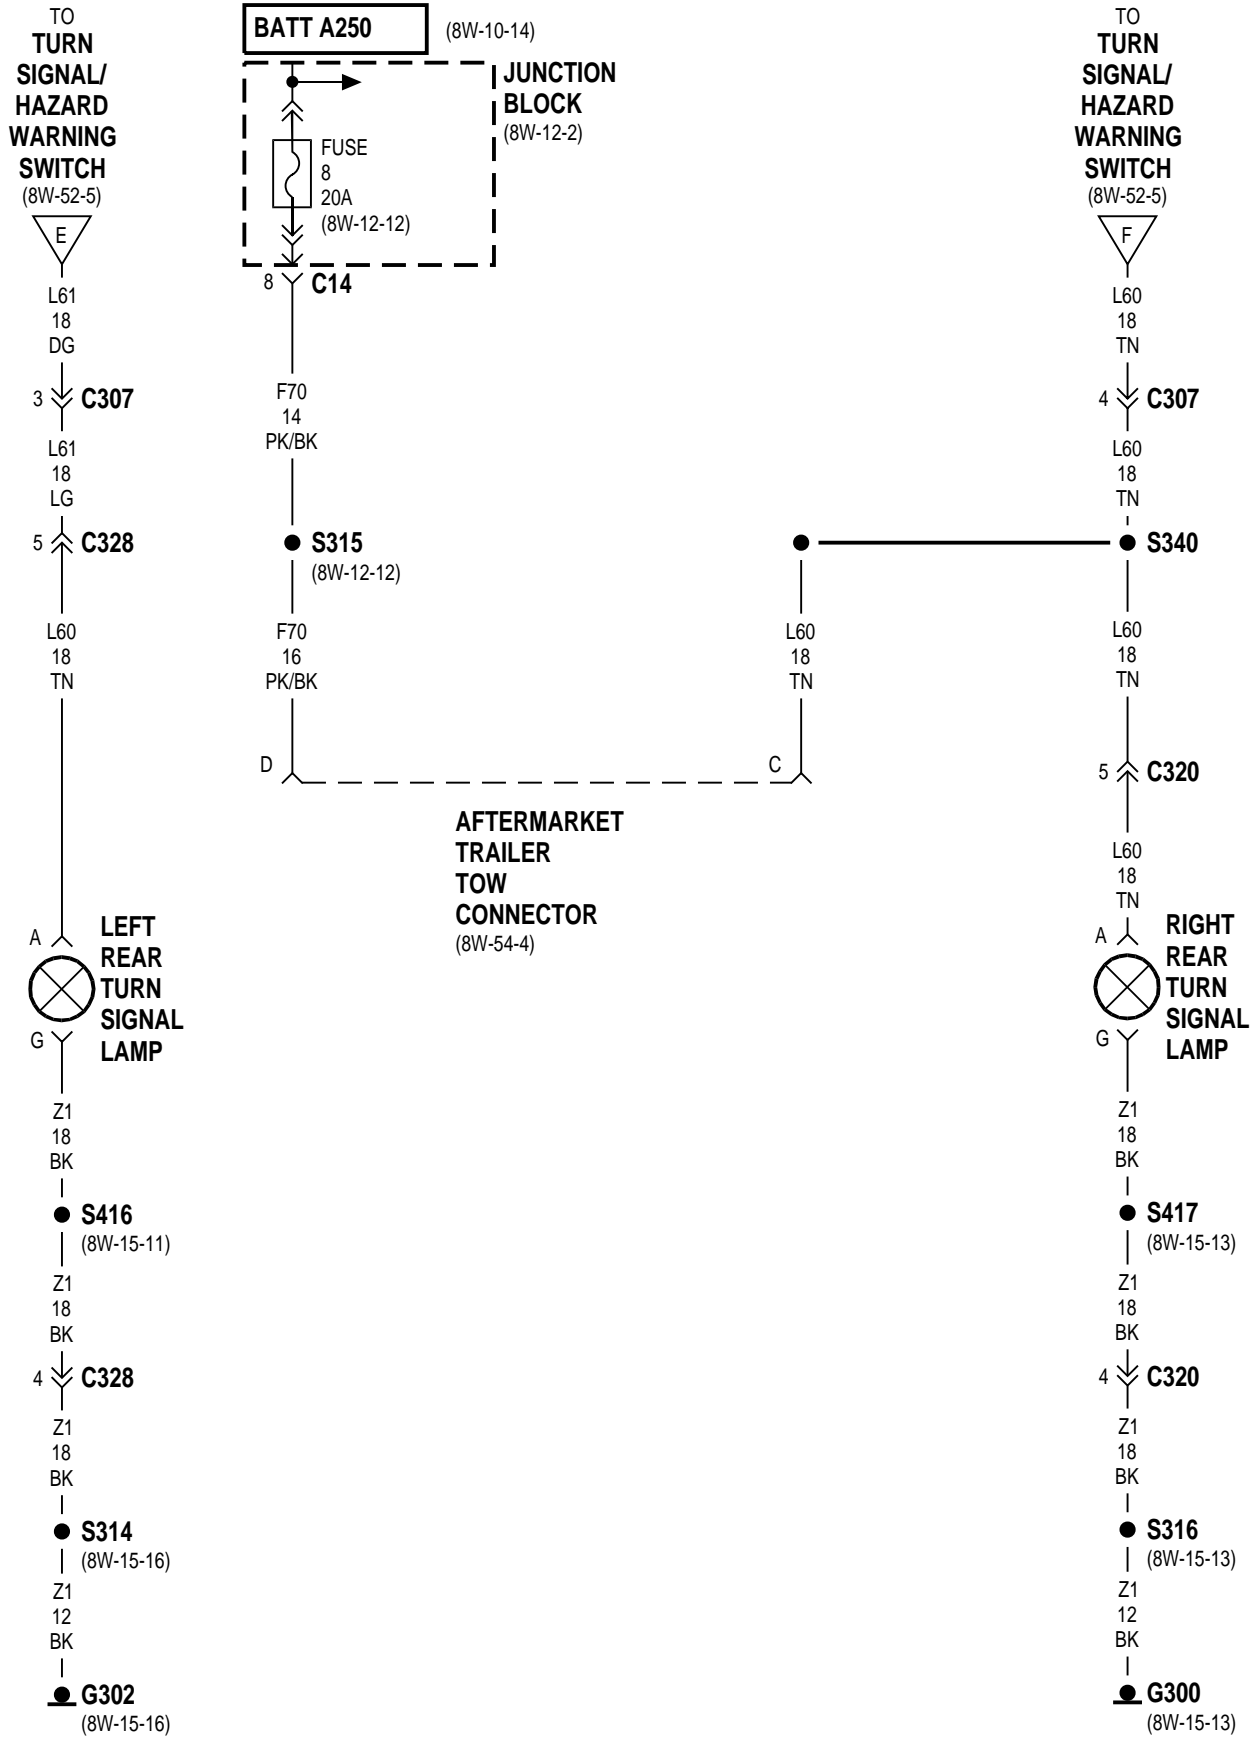 TO
TURN
SIGNAL/
HAZARD
WARNING
SWITCH
(8W-52-5)
E
L61
18
DG
3
C307
L61
18
LG
5
C328
L60
18
TN
A
LEFT
REAR
TURN
SIGNAL
LAMP
G
Z1
18
BK
S416
(8W-15-11)
Z1
18
BK
4
C328
Z1
18
BK
S314
(8W-15-16)
Z1
12
BK
G302
(8W-15-16)
BATT A250
(8W-10-14)
JUNCTION
BLOCK
(8W-12-2)
FUSE
8
20A
(8W-12-12)
8
C14
F70
14
PK/BK
S315
(8W-12-12)
F70
16
PK/BK
D
AFTERMARKET
TRAILER
TOW
CONNECTOR
(8W-54-4)
L60
18
TN
C
TO
TURN
SIGNAL/
HAZARD
WARNING
SWITCH
(8W-52-5)
F
L60
18
TN
4
C307
L60
18
TN
S340
L60
18
TN
5
C320
L60
18
TN
A
RIGHT
REAR
TURN
SIGNAL
LAMP
G
Z1
18
BK
S417
(8W-15-13)
Z1
18
BK
4
C320
Z1
18
BK
S316
(8W-15-13)
Z1
12
BK
G300
(8W-15-13)